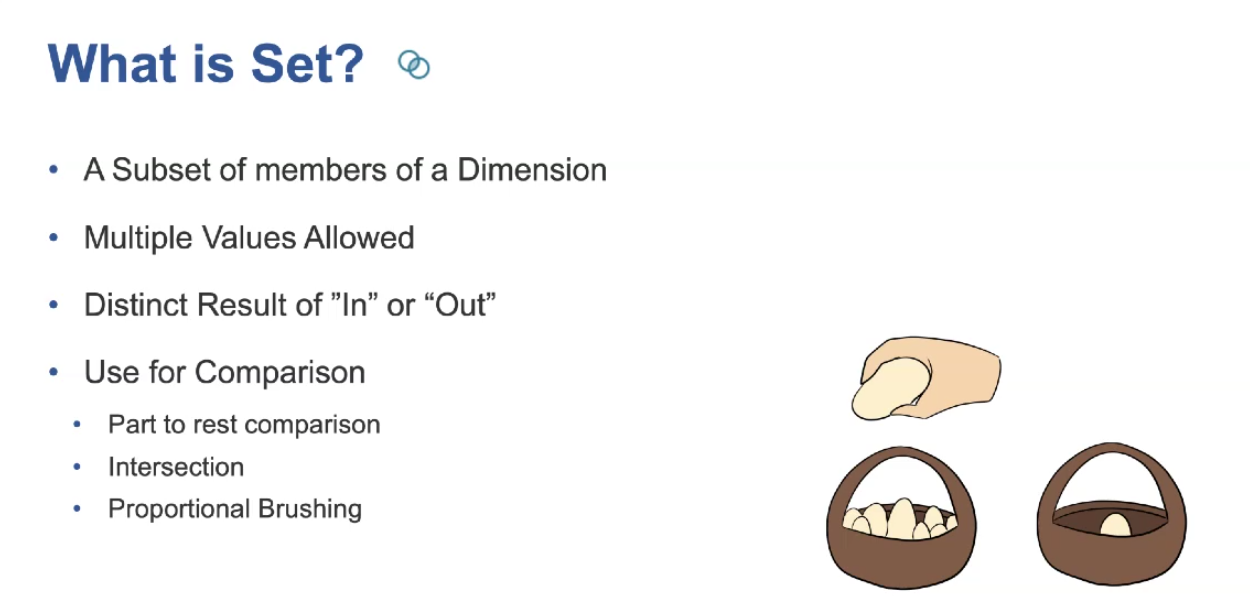 What is Set?
• A Subset of members of a Dimension
• Multiple Values Allowed
• Distinct Result of ”In” or “Out”
• Use for Comparison
• Part to rest comparison
• Intersection
• Proportional Brushing